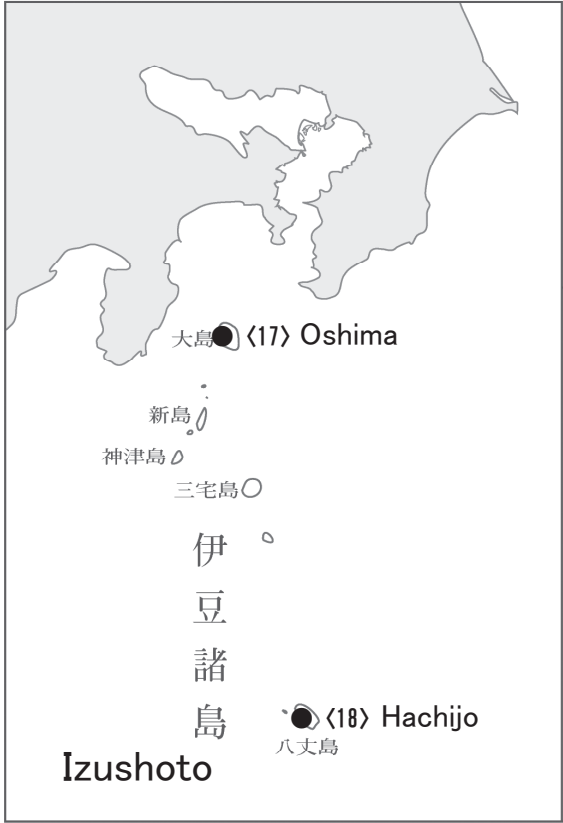 大島 〈17〉 Oshima
新島
神津島
三宅島
伊豆諸島
〈18〉 Hachijo
八丈島
Izushoto